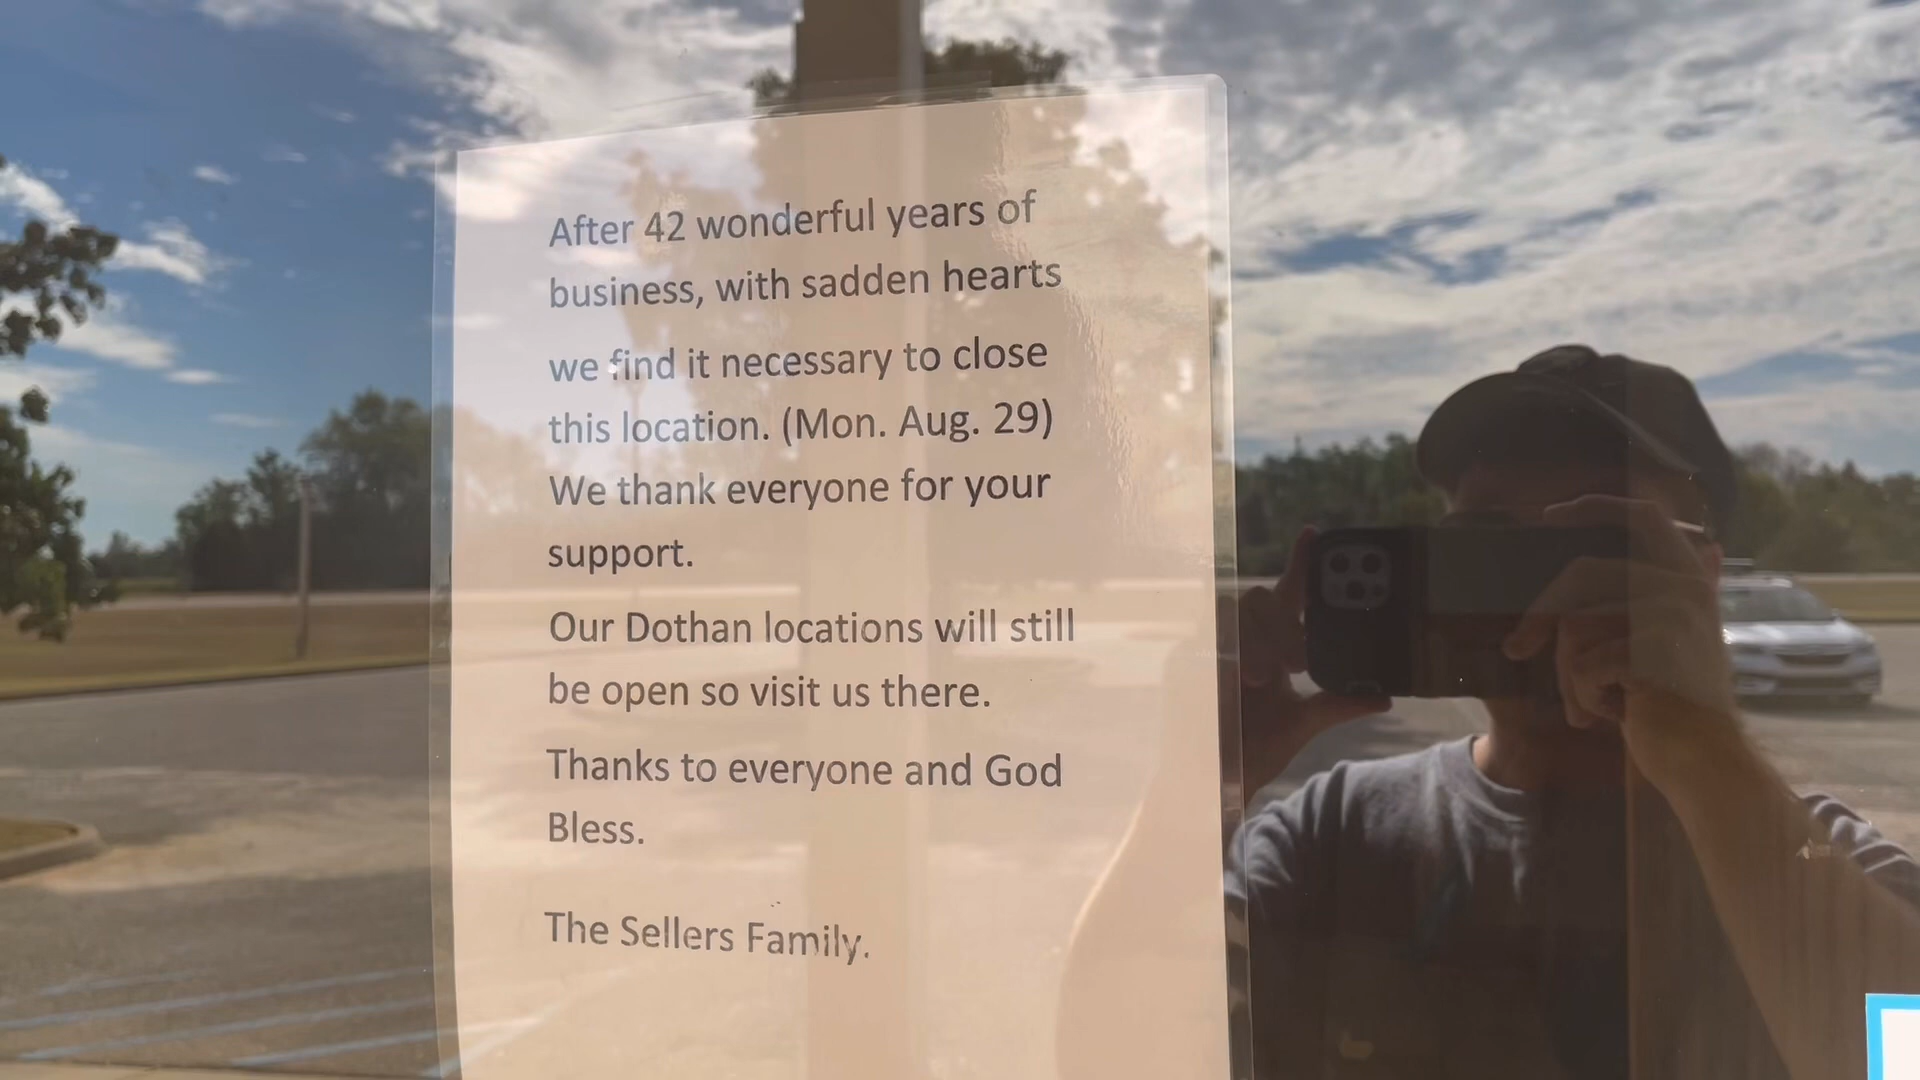 After 42 wonderful years of
business, with sadden hearts
we find it necessary to close
this location. (Mon. Aug. 29)
We thank everyone for your
support.
Our Dothan locations will still
be open so visit us there.
Thanks to everyone and God
Bless.
The Sellers Family.